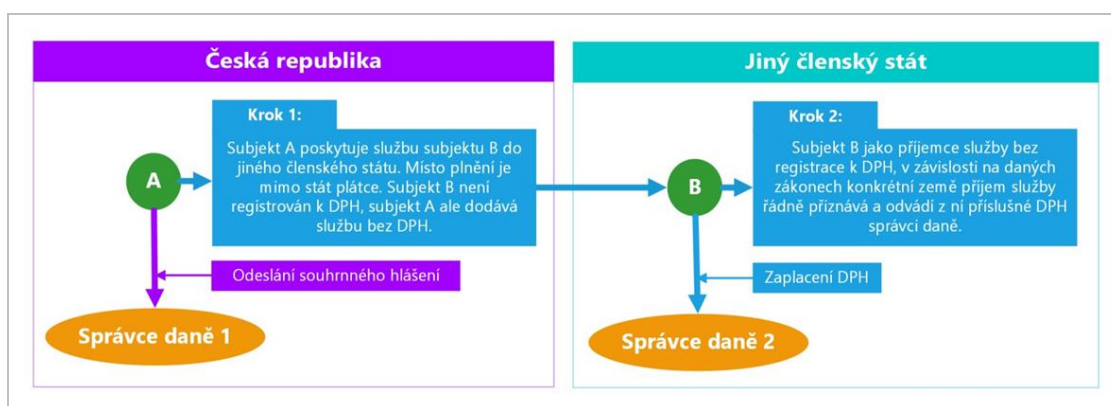 Česká republika
Krok 1:
Subjekt A poskytuje službu subjektu B do
jiného členského státu. Místo plnění je
mimo stát plátce. Subjekt B není
registrován k DPH, subjekt A ale dodává
službu bez DPH.
A
Odeslání souhrnného hlášení
Správce daně 1
Jiný členský stát
Krok 2:
Subjekt B jako příjemce služby bez
registrace k DPH, v závislosti na daných
zákonech konkrétní země příjem služby
řádně přiznává a odvádí z ní příslušné DPH
správci daně.
B
Zaplacení DPH
Správce daně 2